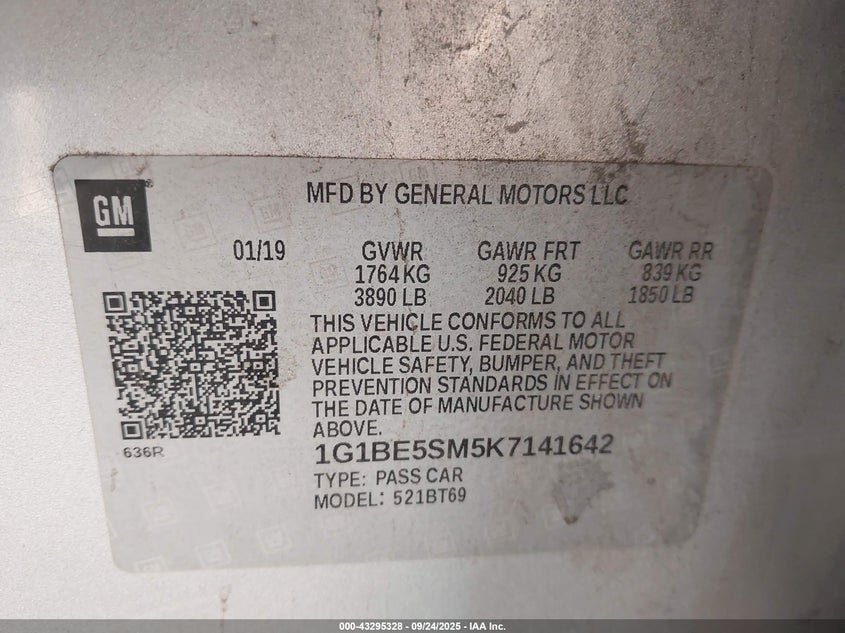 GM
MFD BY GENERAL MOTORS LLC
01/19 GVWR GAWR FRT GAWR RR
1764 KG 925 KG 839 KG
3890 LB 2040 LB 1850 LB
THIS VEHICLE CONFORMS TO ALL
APPLICABLE U.S. FEDERAL MOTOR
VEHICLE SAFETY, BUMPER, AND THEFT
PREVENTION STANDARDS IN EFFECT ON
THE DATE OF MANUFACTURE SHOWN
ABOVE.
636R
1G1BE5SM5K7141642
TYPE: PASS CAR
MODEL: 521BT69
000-43295328 - 09/24/2025 - IAA Inc.